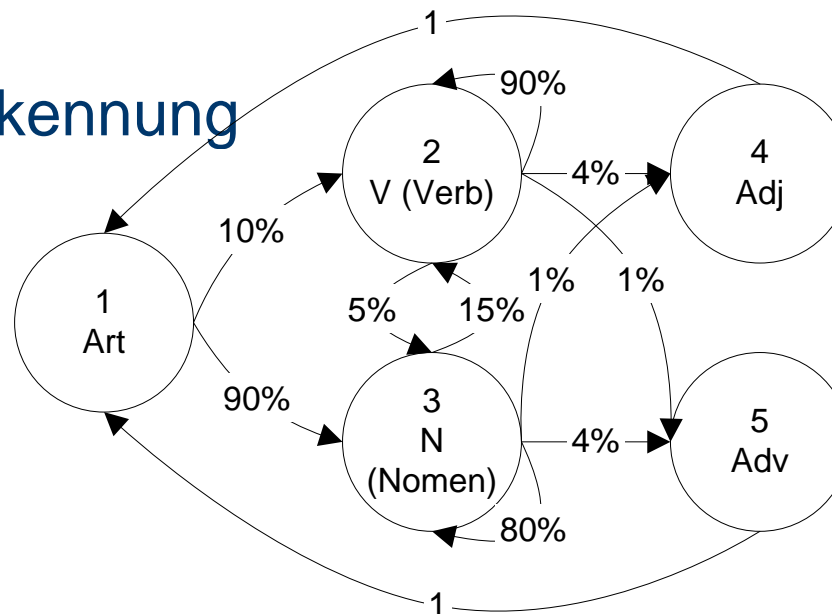 1
kennung
90%
2
V (Verb)
4%
4
Adj
10%
1
Art
5%
15%
1%
1%
90%
3
N
(Nomen)
4%
5
Adv
80%
1